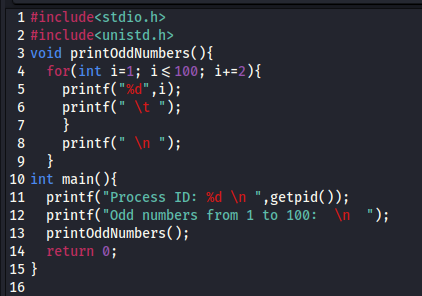 1 #include<stdio.h>
2 #include<unistd.h>
3 void printOddNumbers(){
4   for(int i=1; i<=100; i+=2){
5   printf("%d",i);
6   printf(" \t ");
7     }
8   printf(" \n ");
9   }
10 int main(){
11   printf("Process ID: %d \n ",getpid());
12   printf("Odd numbers from 1 to 100:  \n  ");
13   printOddNumbers();
14   return 0;
15 }
16